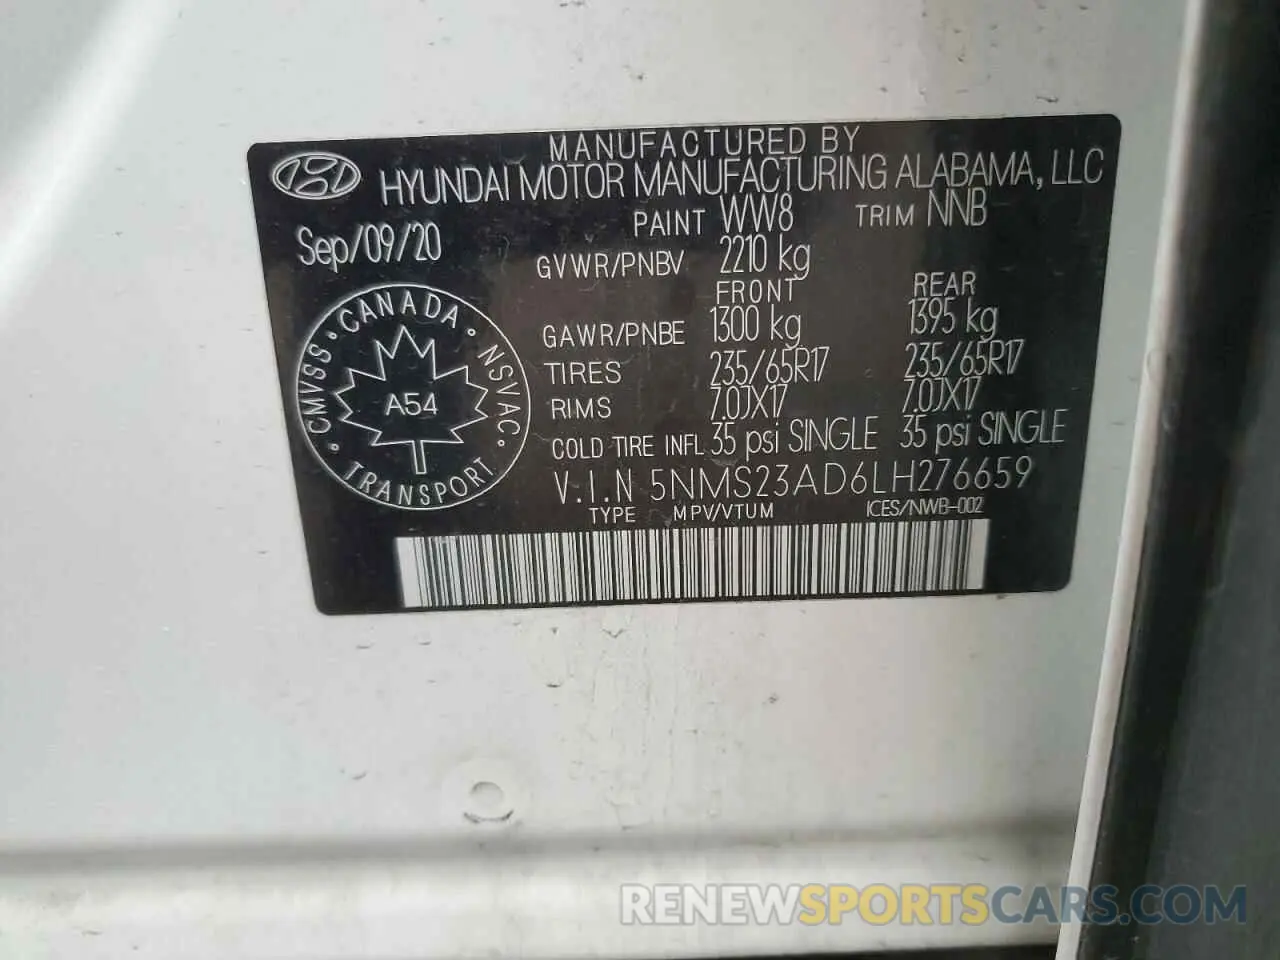 MANUFACTURED BY
HYUNDAI MOTOR MANUFACTURING ALABAMA, LLC
PAINT WW8 TRIM NNB
Sep/09/20
GVWR/PNBV 2210 kg
FRONT REAR
GAWR/PNBE 1300 kg 1395 kg
TIRES 235/65R17 235/65R17
RIMS 7.0JX17 7.0JX17
COLD TIRE INFL 35 psi SINGLE 35 psi SINGLE
V.I.N 5NMS23AD6LH276659
TYPE MPV/VTUM ICES/NWB-002
CANADA
CMVSS NSVAC
A54
TRANSPORT
RENEWSPORTSCARS.COM